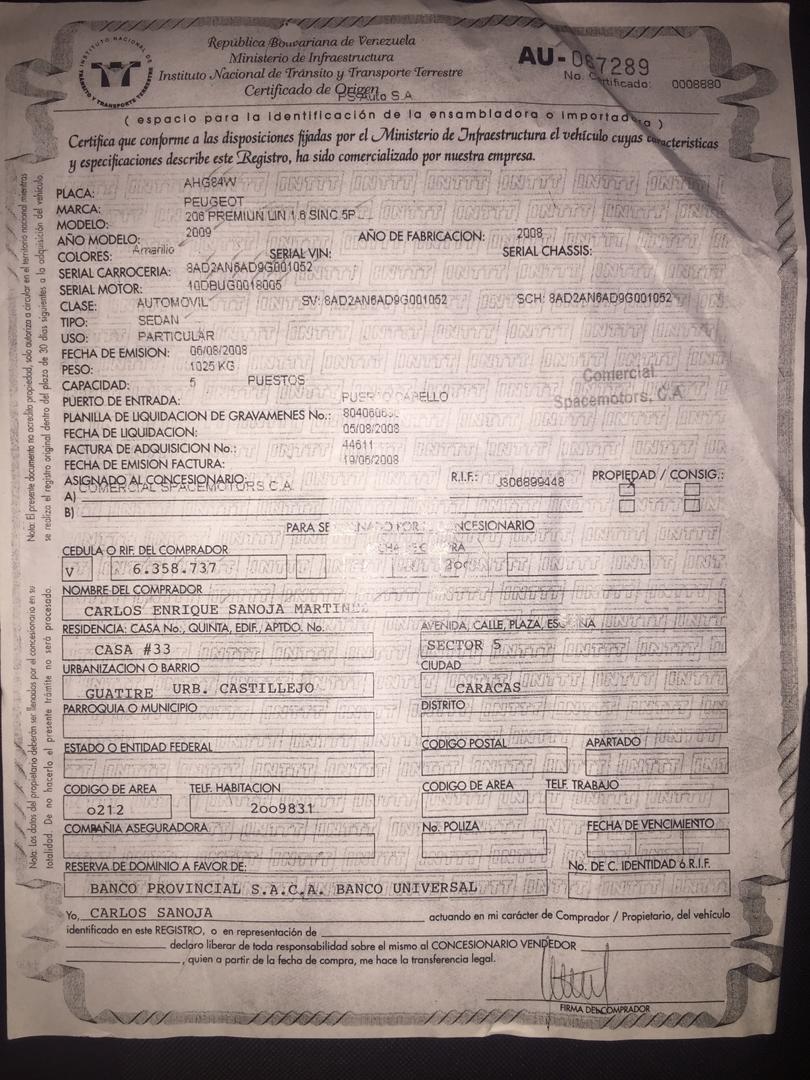 República Bolivariana de Venezuela
Ministerio de Infraestructura
Instituto Nacional de Tránsito y Transporte Terrestre
Certificado de Origen
PS Auto S.A.
INSTITUTO NACIONAL DE TRANSITO Y TRANSPORTE TERRESTRE
AU-067289
No. Certificado: 0008880
( espacio para la identificación de la ensambladora o importadora )
Certifica que conforme a las disposiciones fijadas por el Ministerio de Infraestructura el vehículo cuyas características
y especificaciones describe este Registro, ha sido comercializado por nuestra empresa.
PLACA: AHG84W
MARCA: PEUGEOT
MODELO: 206 PREMIUN LIN 1.6 SINC 5P
AÑO MODELO: 2009 AÑO DE FABRICACION: 2008
COLORES: Amarillo SERIAL VIN: SERIAL CHASSIS:
SERIAL CARROCERIA: 8AD2AN6AD9G001052
SERIAL MOTOR: 10DBUG0018005
CLASE: AUTOMOVIL SV: 8AD2AN6AD9G001052 SCH: 8AD2AN6AD9G001052
TIPO: SEDAN
USO: PARTICULAR
FECHA DE EMISION: 06/08/2008
PESO: 1025 KG
CAPACIDAD: 5 PUESTOS
PUERTO DE ENTRADA: PUERTO CABELLO
Comercial
Spacemotors, C.A
PLANILLA DE LIQUIDACION DE GRAVAMENES No.:
FECHA DE LIQUIDACION: 05/08/2008
FACTURA DE ADQUISICION No.: 44611
FECHA DE EMISION FACTURA: 19/06/2008
ASIGNADO AL CONCESIONARIO: R.I.F.: J306899448 PROPIEDAD / CONSIG.:
A) COMERCIAL SPACEMOTORS C.A. X
B)
PARA SE CONCESIONARIO
CEDULA O RIF. DEL COMPRADOR
V 6.358.737
NOMBRE DEL COMPRADOR
CARLOS ENRIQUE SANOJA MARTINEZ
RESIDENCIA: CASA No., QUINTA, EDIF., APTDO. No. AVENIDA, CALLE, PLAZA, ESQUINA
CASA #33 SECTOR 5
URBANIZACION O BARRIO CIUDAD
GUATIRE URB. CASTILLEJO CARACAS
PARROQUIA O MUNICIPIO DISTRITO
ESTADO O ENTIDAD FEDERAL CODIGO POSTAL APARTADO
CODIGO DE AREA TELF. HABITACION CODIGO DE AREA TELF. TRABAJO
o212 2oo9831
COMPAÑIA ASEGURADORA No. POLIZA FECHA DE VENCIMIENTO
RESERVA DE DOMINIO A FAVOR DE: No. DE C. IDENTIDAD ó R.I.F.
BANCO PROVINCIAL S.A.C.A. BANCO UNIVERSAL
Yo, CARLOS SANOJA actuando en mi carácter de Comprador / Propietario, del vehículo
identificado en este REGISTRO, o en representación de
declaro liberar de toda responsabilidad sobre el mismo al CONCESIONARIO VENDEDOR
, quien a partir de la fecha de compra, me hace la transferencia legal.
FIRMA DEL COMPRADOR
Nota: El presente documento no acredita propiedad, solo autoriza a circular en el territorio nacional mientras
se realiza el registro original dentro del plazo de 30 días siguientes a la adquisición del vehículo.
Nota: Los datos del propietario deberán ser llenados por el concesionario en su
totalidad. De no hacerlo el presente trámite no será procesado.